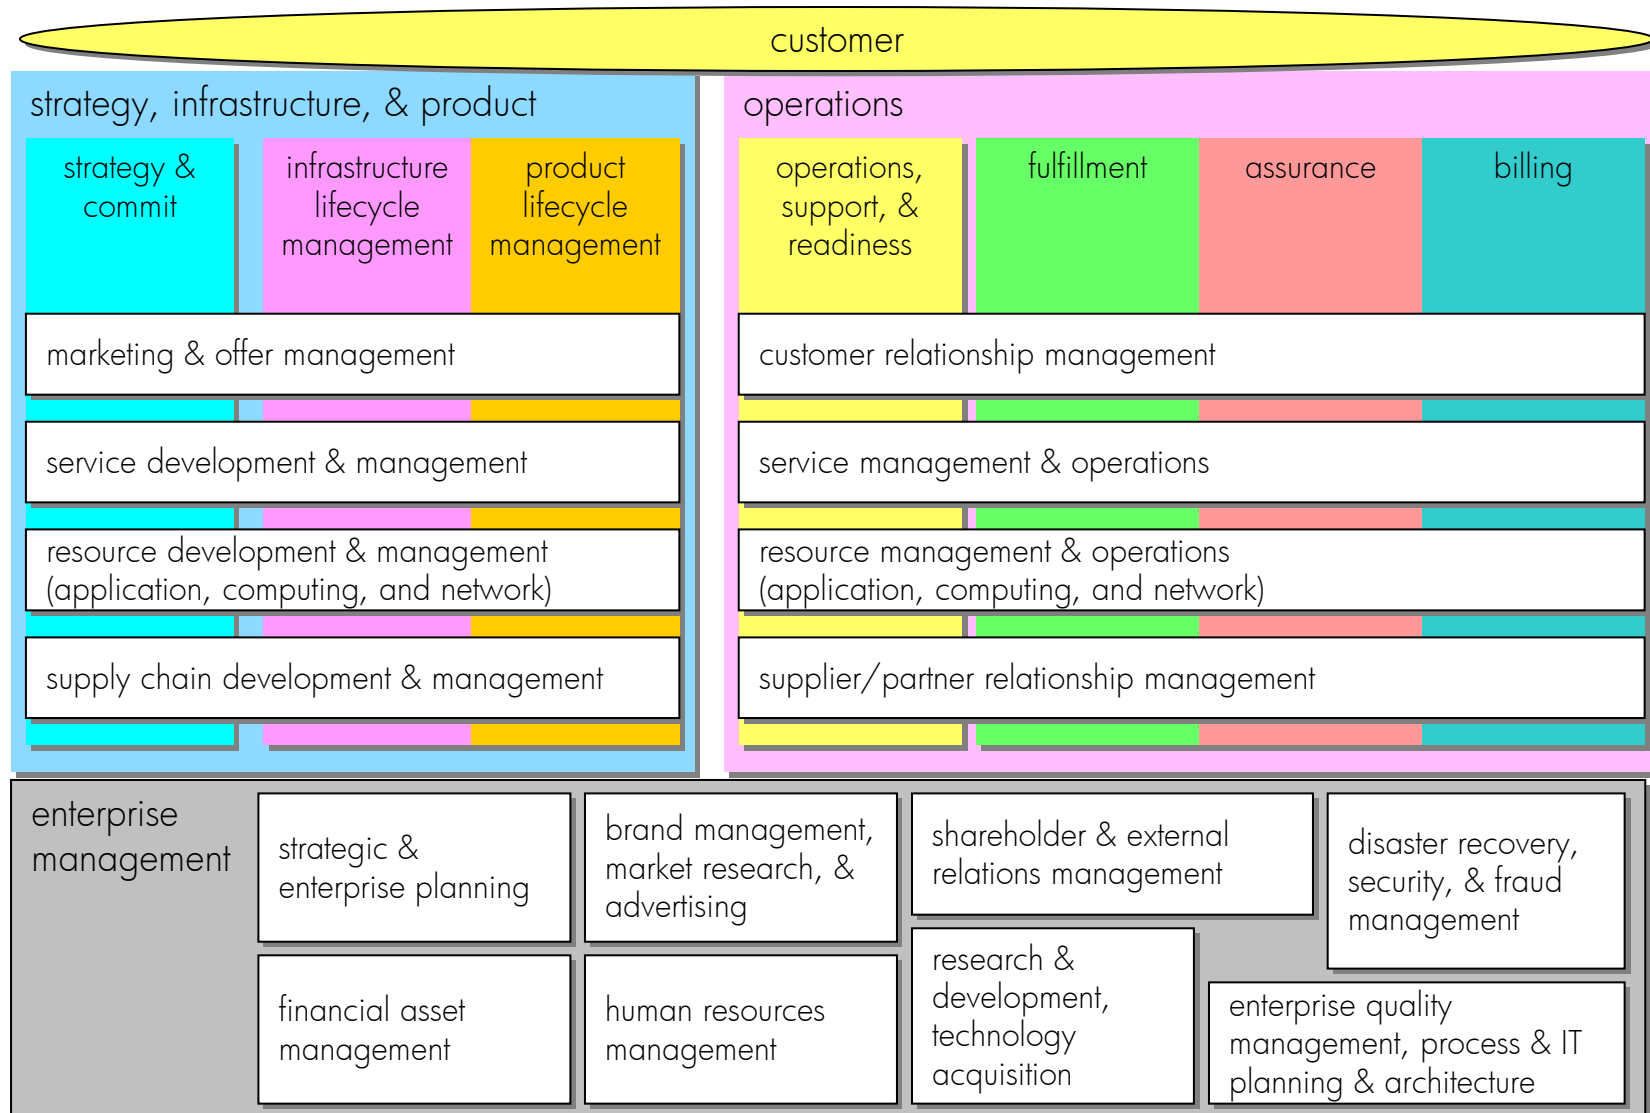 customer
strategy, infrastructure, & product
strategy &
commit
infrastructure
lifecycle
management
product
lifecycle
management
marketing & offer management
service development & management
resource development & management
(application, computing, and network)
supply chain development & management
operations
operations,
support, &
readiness
fulfillment
assurance
billing
customer relationship management
service management & operations
resource management & operations
(application, computing, and network)
supplier/partner relationship management
enterprise
management
strategic &
enterprise planning
brand management,
market research, &
advertising
shareholder & external
relations management
disaster recovery,
security, & fraud
management
financial asset
management
human resources
management
research &
development,
technology
acquisition
enterprise quality
management, process & IT
planning & architecture